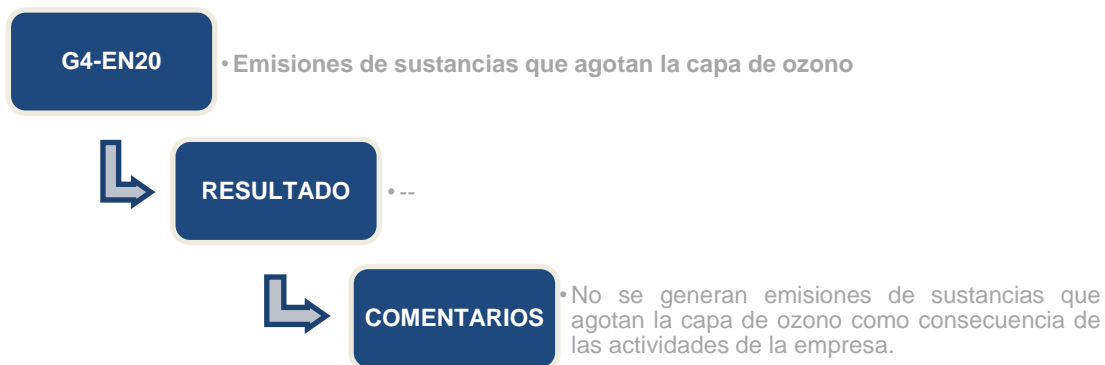 G4-EN20
• Emisiones de sustancias que agotan la capa de ozono
RESULTADO
• --
COMENTARIOS
• No se generan emisiones de sustancias que
agotan la capa de ozono como consecuencia de
las actividades de la empresa.